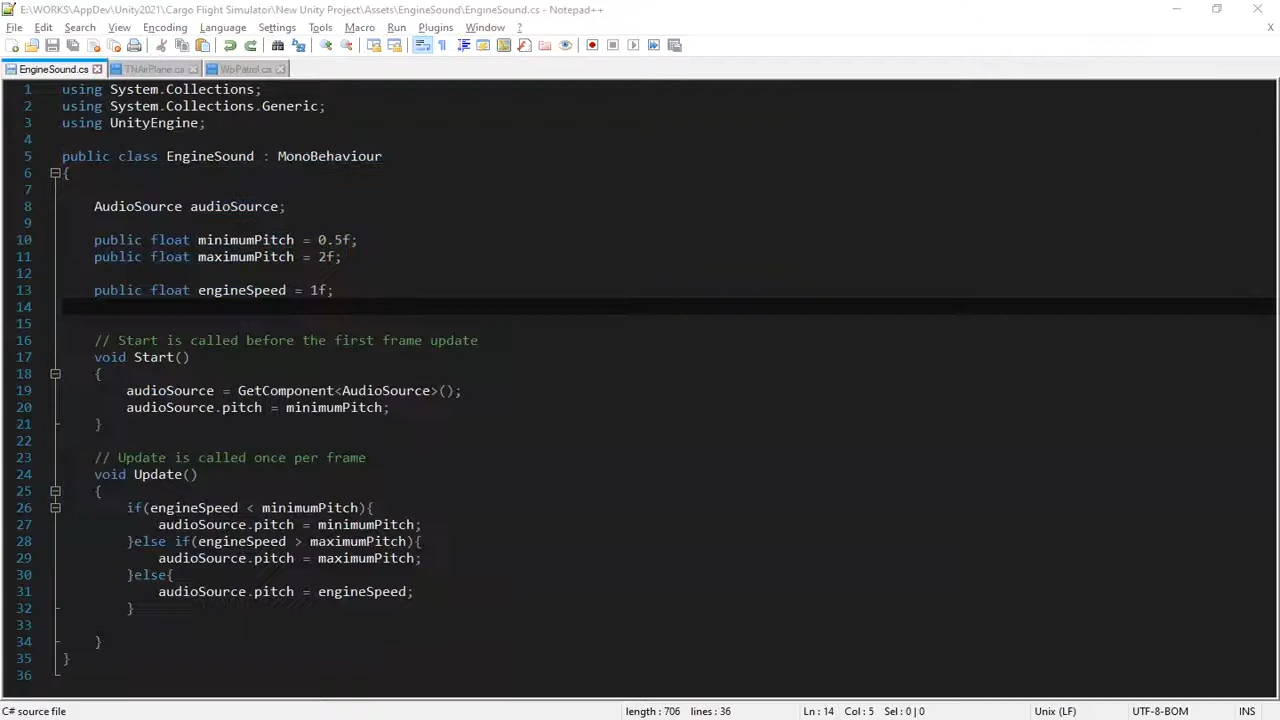 E:\WORKS\AppDev\Unity2021\Cargo Flight Simulator\New Unity Project\Assets\EngineSound\EngineSound.cs - Notepad++
File Edit Search View Encoding Language Settings Tools Macro Run Plugins Window ?
EngineSound.cs TNAirPlane.cs WpPatrol.cs
1 using System.Collections;
2 using System.Collections.Generic;
3 using UnityEngine;
4
5 public class EngineSound : MonoBehaviour
6 {
7
8 AudioSource audioSource;
9
10 public float minimumPitch = 0.5f;
11 public float maximumPitch = 2f;
12
13 public float engineSpeed = 1f;
14
15
16 // Start is called before the first frame update
17 void Start()
18 {
19 audioSource = GetComponent<AudioSource>();
20 audioSource.pitch = minimumPitch;
21 }
22
23 // Update is called once per frame
24 void Update()
25 {
26 if(engineSpeed < minimumPitch){
27 audioSource.pitch = minimumPitch;
28 }else if(engineSpeed > maximumPitch){
29 audioSource.pitch = maximumPitch;
30 }else{
31 audioSource.pitch = engineSpeed;
32 }
33
34 }
35 }
36
C# source file length : 706 lines : 36 Ln : 14 Col : 5 Sel : 0 | 0 Unix (LF) UTF-8-BOM INS